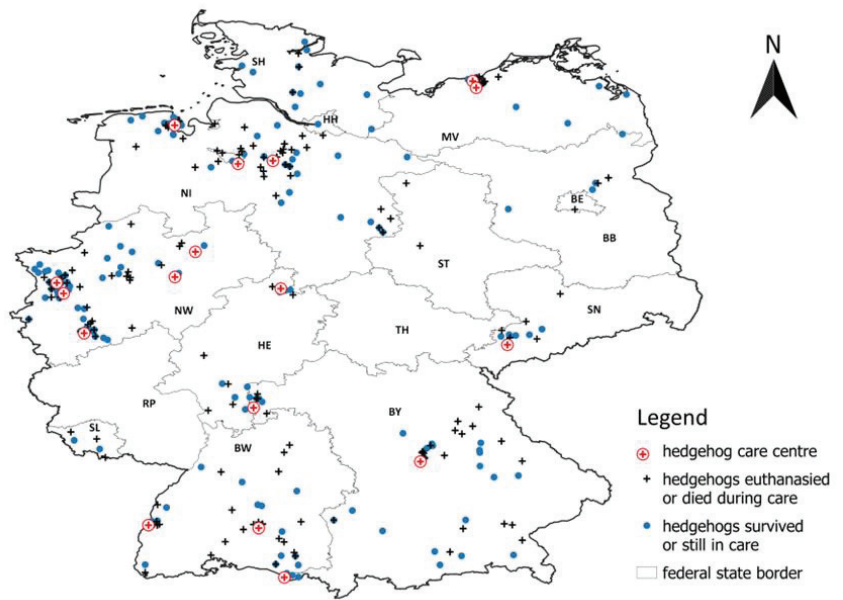 N
SH
HH
MV
NI
BE
BB
ST
NW
SN
HE
TH
RP
BY
SL
BW
Legend
hedgehog care centre
hedgehogs euthanasied
or died during care
hedgehogs survived
or still in care
federal state border